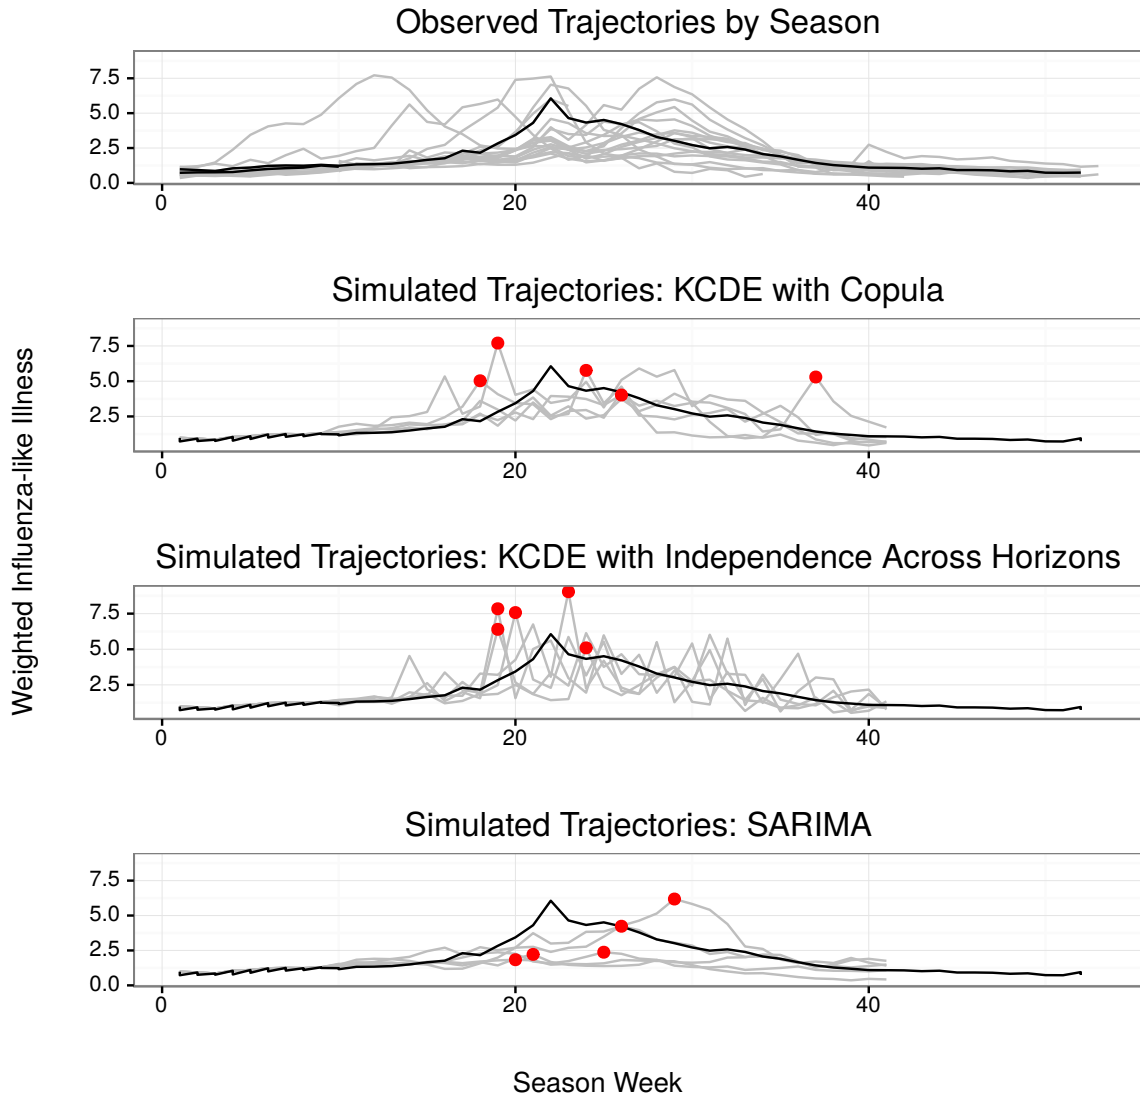 Observed Trajectories by Season
7.5
5.0
2.5
0.0
0 20 40
Simulated Trajectories: KCDE with Copula
7.5
5.0
2.5
0 20 40
Simulated Trajectories: KCDE with Independence Across Horizons
7.5
5.0
2.5
0 20 40
Simulated Trajectories: SARIMA
7.5
5.0
2.5
0.0
0 20 40
Season Week
Weighted Influenza-like Illness